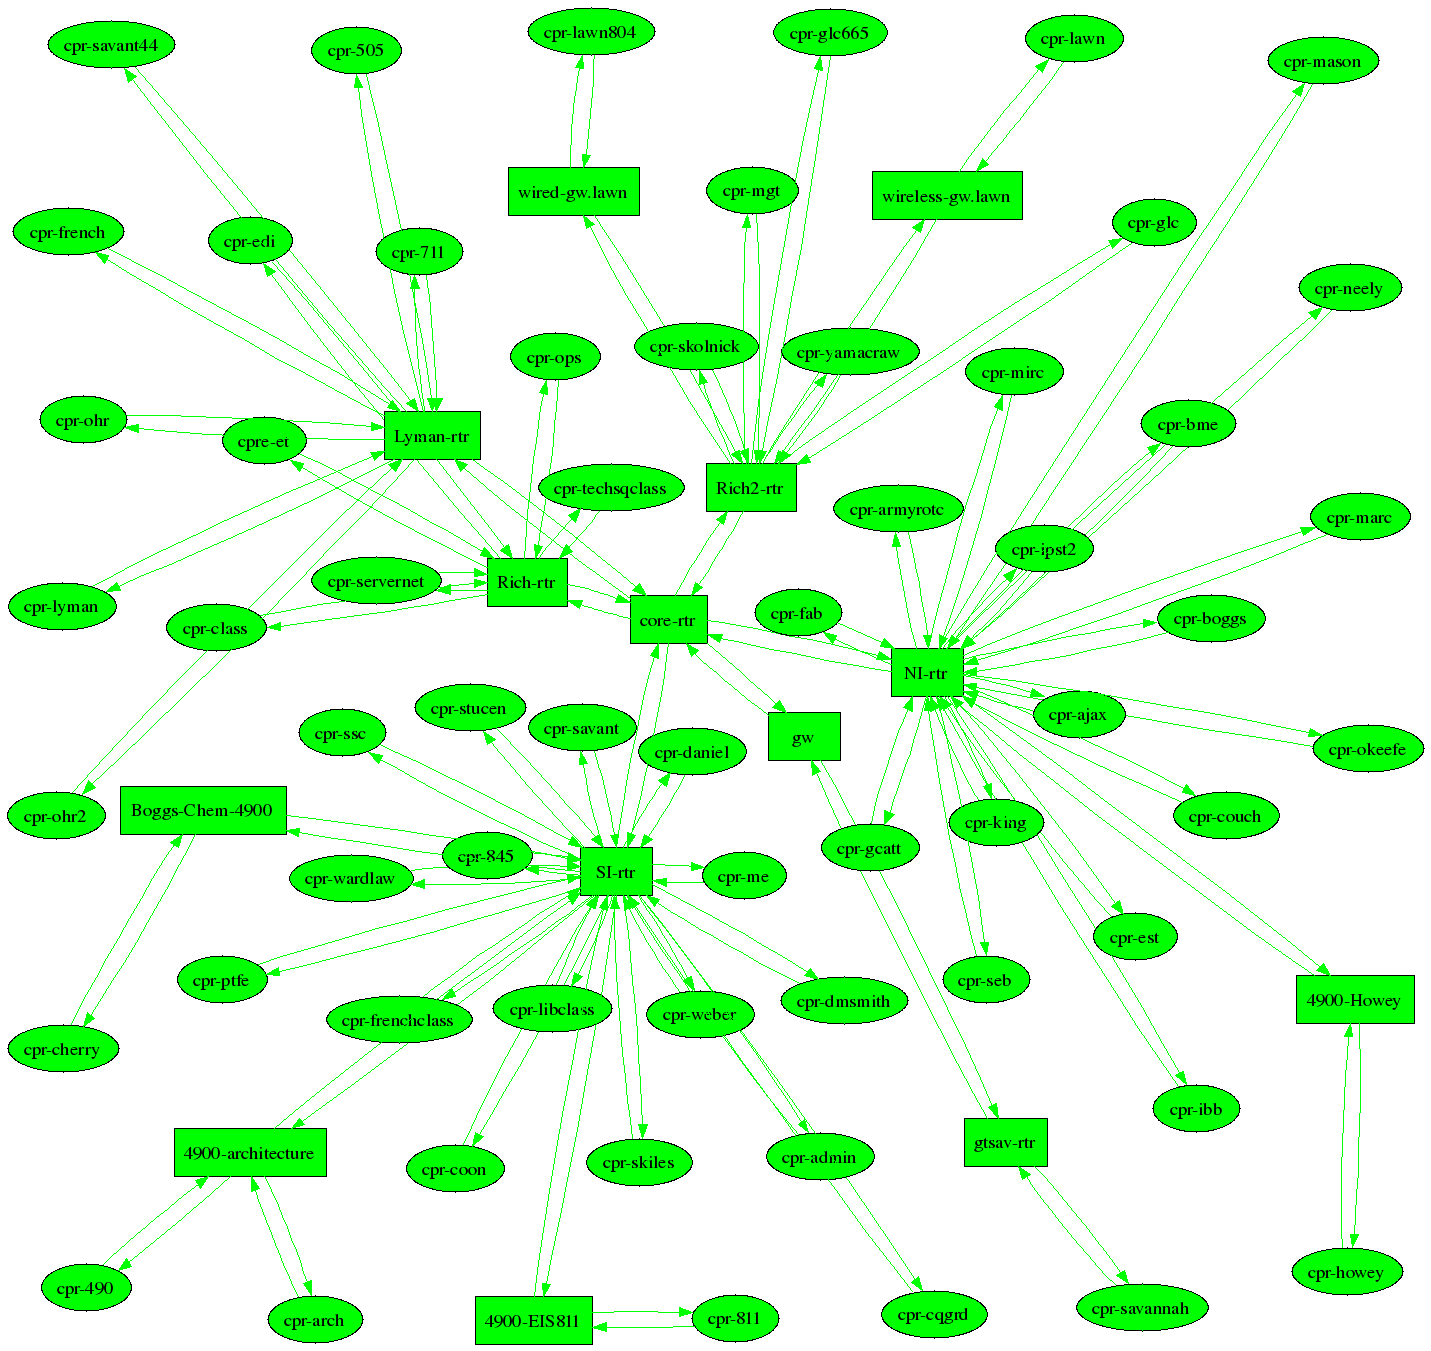 cpr-savant44
cpr-505
cpr-lawn804
cpr-glc665
cpr-lawn
cpr-mason
wired-gw.lawn
cpr-mgt
wireless-gw.lawn
cpr-glc
cpr-french
cpr-edi
cpr-711
cpr-neely
cpr-ops
cpr-skolnick
cpr-yamacraw
cpr-mirc
cpr-ohr
cpre-et
Lyman-rtr
cpr-bme
cpr-techsqclass
Rich2-rtr
cpr-armyrotc
cpr-marc
cpr-ipst2
cpr-servernet
Rich-rtr
cpr-lyman
cpr-class
core-rtr
cpr-fab
cpr-boggs
NI-rtr
cpr-stucen
cpr-ssc
cpr-savant
cpr-daniel
gw
cpr-ajax
cpr-okeefe
cpr-ohr2
Boggs-Chem-4900
cpr-king
cpr-couch
cpr-845
cpr-gcatt
cpr-wardlaw
SI-rtr
cpr-me
cpr-est
cpr-ptfe
cpr-seb
cpr-dmsmith
4900-Howey
cpr-frenchclass
cpr-libclass
cpr-weber
cpr-cherry
cpr-ibb
4900-architecture
cpr-coon
cpr-skiles
cpr-admin
gtsav-rtr
cpr-howey
cpr-490
cpr-arch
4900-EIS811
cpr-811
cpr-cqgrd
cpr-savannah